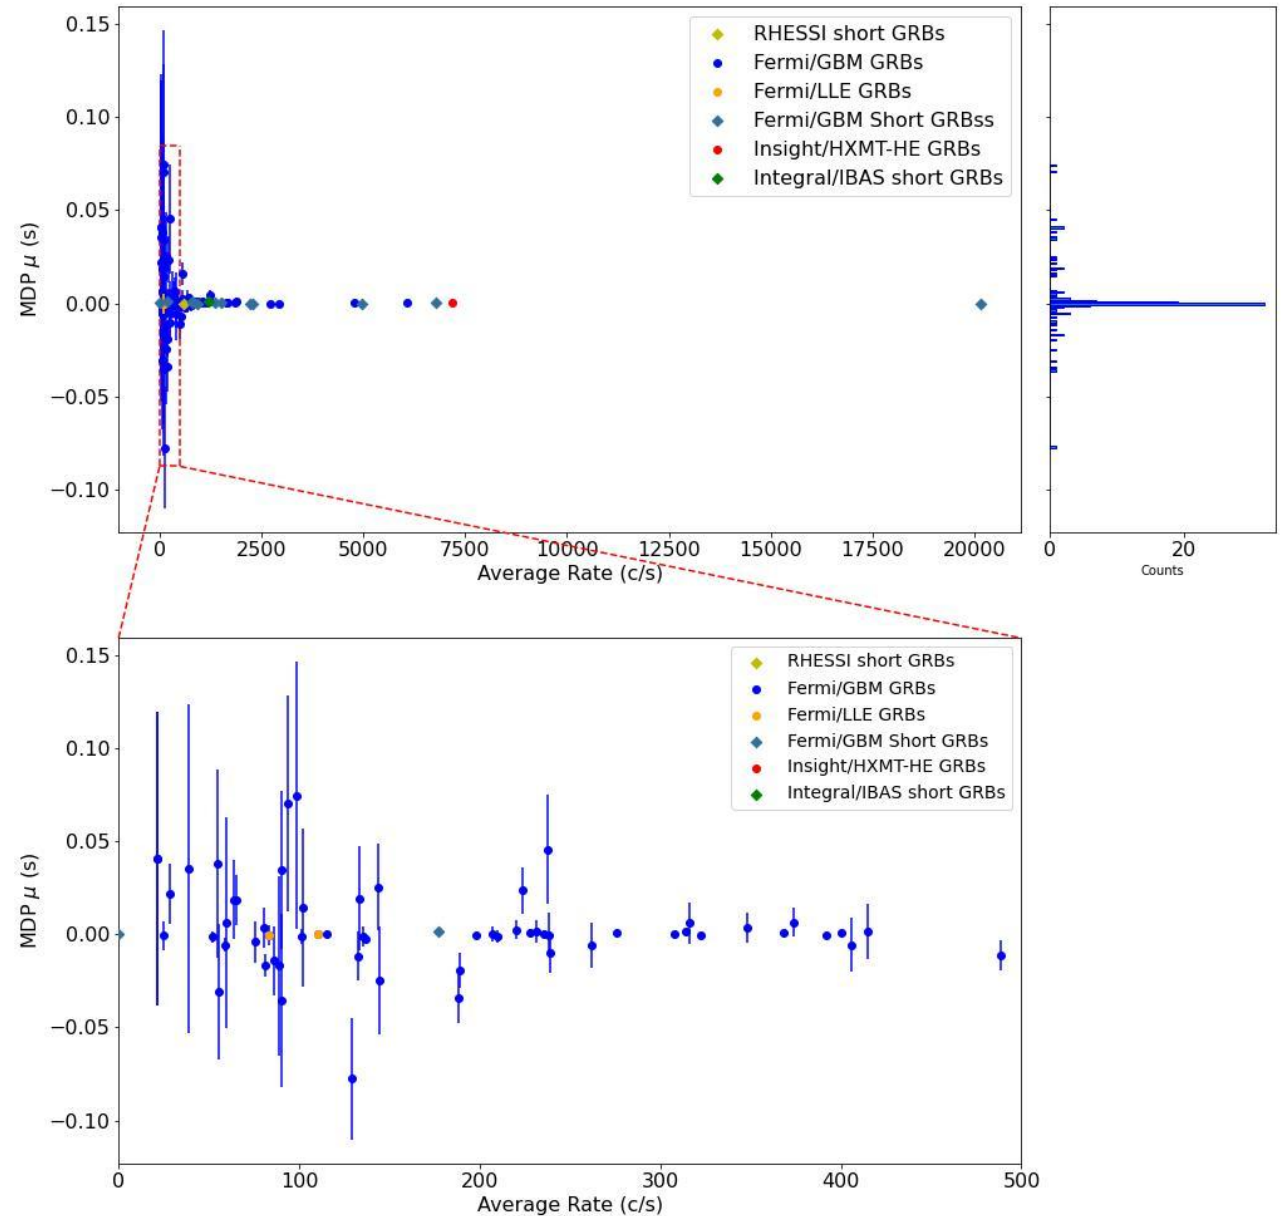 0.15
0.10
0.05
0.00
−0.05
−0.10
MDP μ (s)
RHESSI short GRBs
Fermi/GBM GRBs
Fermi/LLE GRBs
Fermi/GBM Short GRBss
Insight/HXMT-HE GRBs
Integral/IBAS short GRBs
0 2500 5000 7500 10000 12500 15000 17500 20000
Average Rate (c/s)
0 20
Counts
0.15
0.10
0.05
0.00
−0.05
−0.10
MDP μ (s)
RHESSI short GRBs
Fermi/GBM GRBs
Fermi/LLE GRBs
Fermi/GBM Short GRBs
Insight/HXMT-HE GRBs
Integral/IBAS short GRBs
0 100 200 300 400 500
Average Rate (c/s)